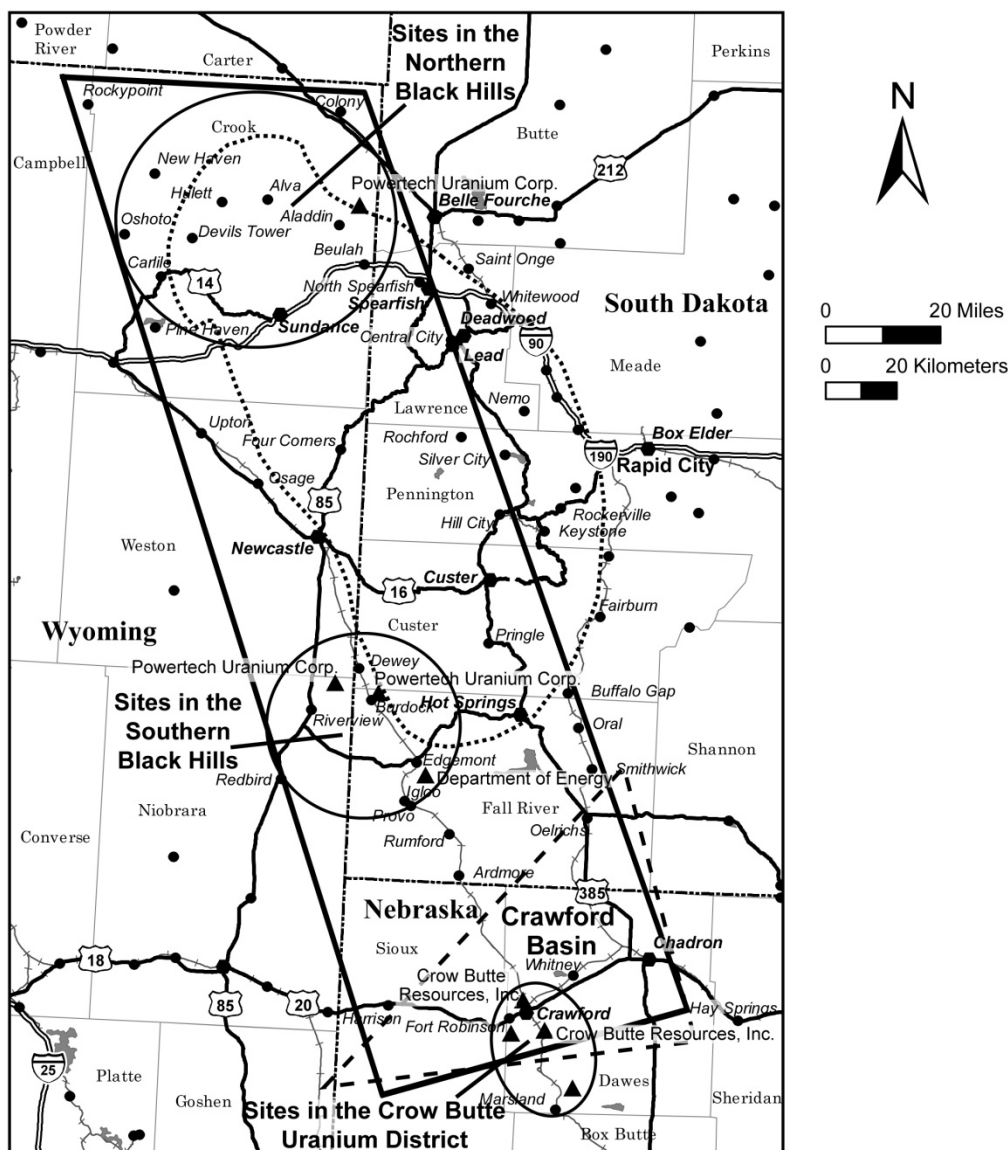 Powder
River
Carter
Sites in the
Northern
Black Hills
Perkins
N
Rockypoint
Colony
Crook
Butte
Campbell
212
New Haven
Hulett
Alva
Powertech Uranium Corp.
Belle Fourche
Oshoto
Aladdin
Devils Tower
Beulah
Saint Onge
Carlile
14
North Spearfish
Spearfish
Whitewood
South Dakota
0 20 Miles
0 20 Kilometers
Pine Haven
Sundance
Central City
Deadwood
90
Lead
Meade
Lawrence
Nemo
Upton
Four Corners
Rochford
Box Elder
Silver City
190
Rapid City
Osage
85
Pennington
Hill City
Rockerville
Keystone
Newcastle
Weston
16
Custer
Fairburn
Custer
Wyoming
Pringle
Powertech Uranium Corp.
Dewey
Powertech Uranium Corp.
Burdock
Hot Springs
Buffalo Gap
Sites in the
Southern
Black Hills
Riverview
Oral
Shannon
Redbird
Edgemont
Department of Energy
Smithwick
Igloo
Niobrara
Provo
Fall River
Converse
Rumford
Oelrichs
Ardmore
385
Nebraska
Crawford
Basin
Sioux
Chadron
18
Whitney
Crow Butte
Resources, Inc.
85
20
Harrison
Fort Robinson
Crawford
Hay Springs
Crow Butte Resources, Inc.
25
Platte
Goshen
Marsland
Dawes
Sheridan
Sites in the Crow Butte
Uranium District
Box Butte